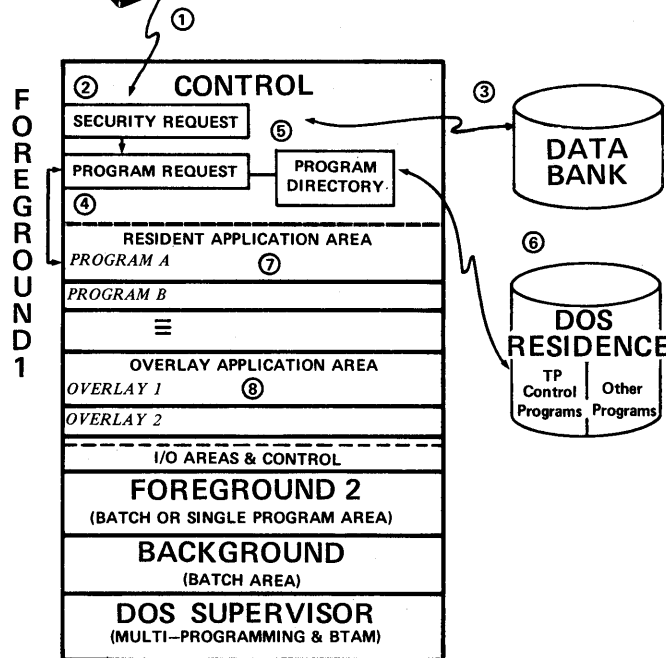 ①
FOREGROUND 1
CONTROL
②
SECURITY REQUEST
③
DATA
BANK
④
PROGRAM REQUEST
⑤
PROGRAM
DIRECTORY
⑥
DOS
RESIDENCE
TP
Control
Programs
Other
Programs
RESIDENT APPLICATION AREA
PROGRAM A
⑦
PROGRAM B
OVERLAY APPLICATION AREA
OVERLAY 1
⑧
OVERLAY 2
I/O AREAS & CONTROL
FOREGROUND 2
(BATCH OR SINGLE PROGRAM AREA)
BACKGROUND
(BATCH AREA)
DOS SUPERVISOR
(MULTI–PROGRAMMING & BTAM)